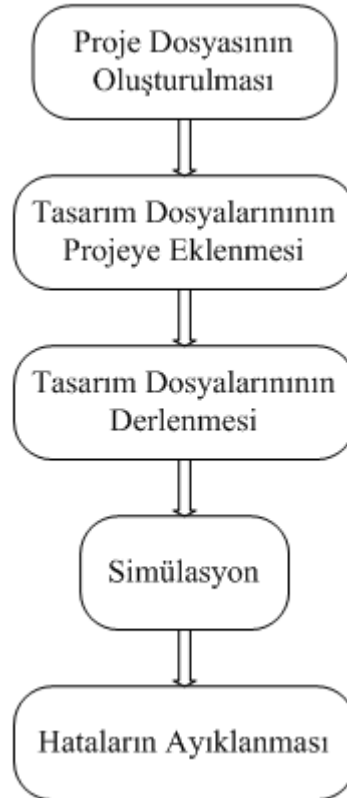 Proje Dosyasının
Oluşturulması
Tasarım Dosyalarınının
Projeye Eklenmesi
Tasarım Dosyalarınının
Derlenmesi
Simülasyon
Hataların Ayıklanması